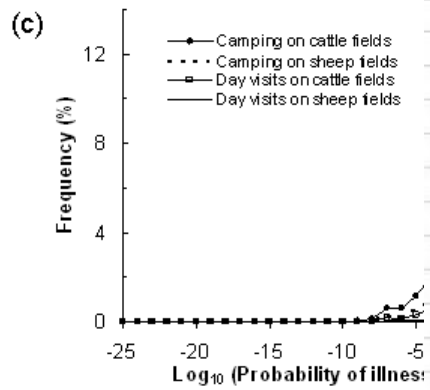 (c)
Camping on cattle fields
Camping on sheep fields
Day visits on cattle fields
Day visits on sheep fields
12
8
4
0
Frequency (%)
-25 -20 -15 -10 -5
Log₁₀ (Probability of illness